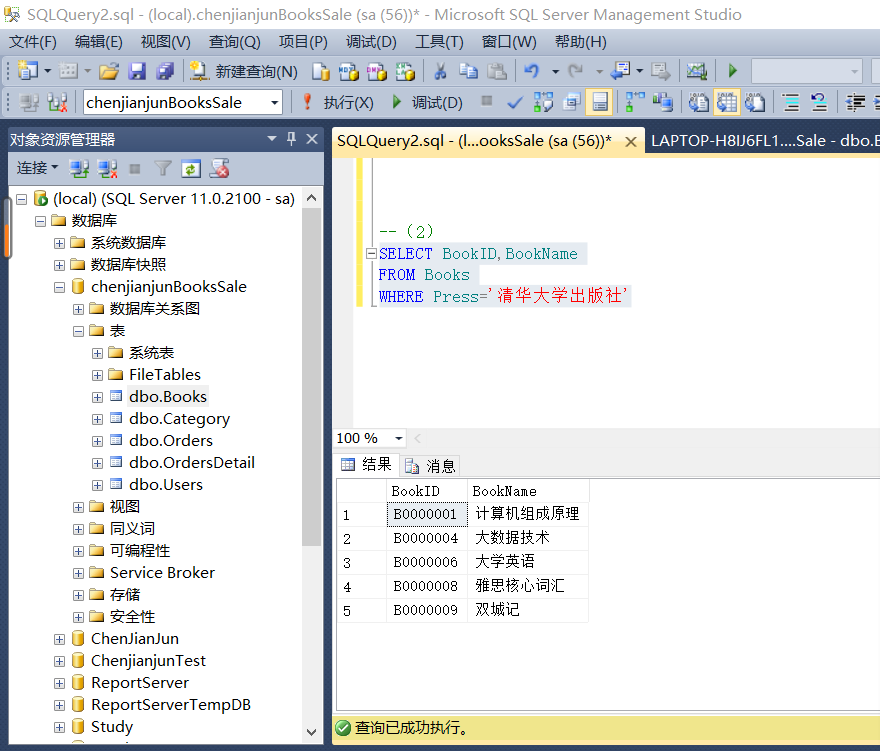 SQLQuery2.sql - (local).chenjianjunBooksSale (sa (56))* - Microsoft SQL Server Management Studio
文件(F) 编辑(E) 视图(V) 查询(Q) 项目(P) 调试(D) 工具(T) 窗口(W) 帮助(H)
新建查询(N)
chenjianjunBooksSale 执行(X) 调试(D)
对象资源管理器
连接
(local) (SQL Server 11.0.2100 - sa)
数据库
系统数据库
数据库快照
chenjianjunBooksSale
数据库关系图
表
系统表
FileTables
dbo.Books
dbo.Category
dbo.Orders
dbo.OrdersDetail
dbo.Users
视图
同义词
可编程性
Service Broker
存储
安全性
ChenJianJun
ChenjianjunTest
ReportServer
ReportServerTempDB
Study
SQLQuery2.sql - (l...ooksSale (sa (56))* LAPTOP-H8IJ6FL1....Sale - dbo.B
--（2）
SELECT BookID,BookName
FROM Books
WHERE Press='清华大学出版社'
100 %
结果 消息
BookID BookName
1 B0000001 计算机组成原理
2 B0000004 大数据技术
3 B0000006 大学英语
4 B0000008 雅思核心词汇
5 B0000009 双城记
查询已成功执行。